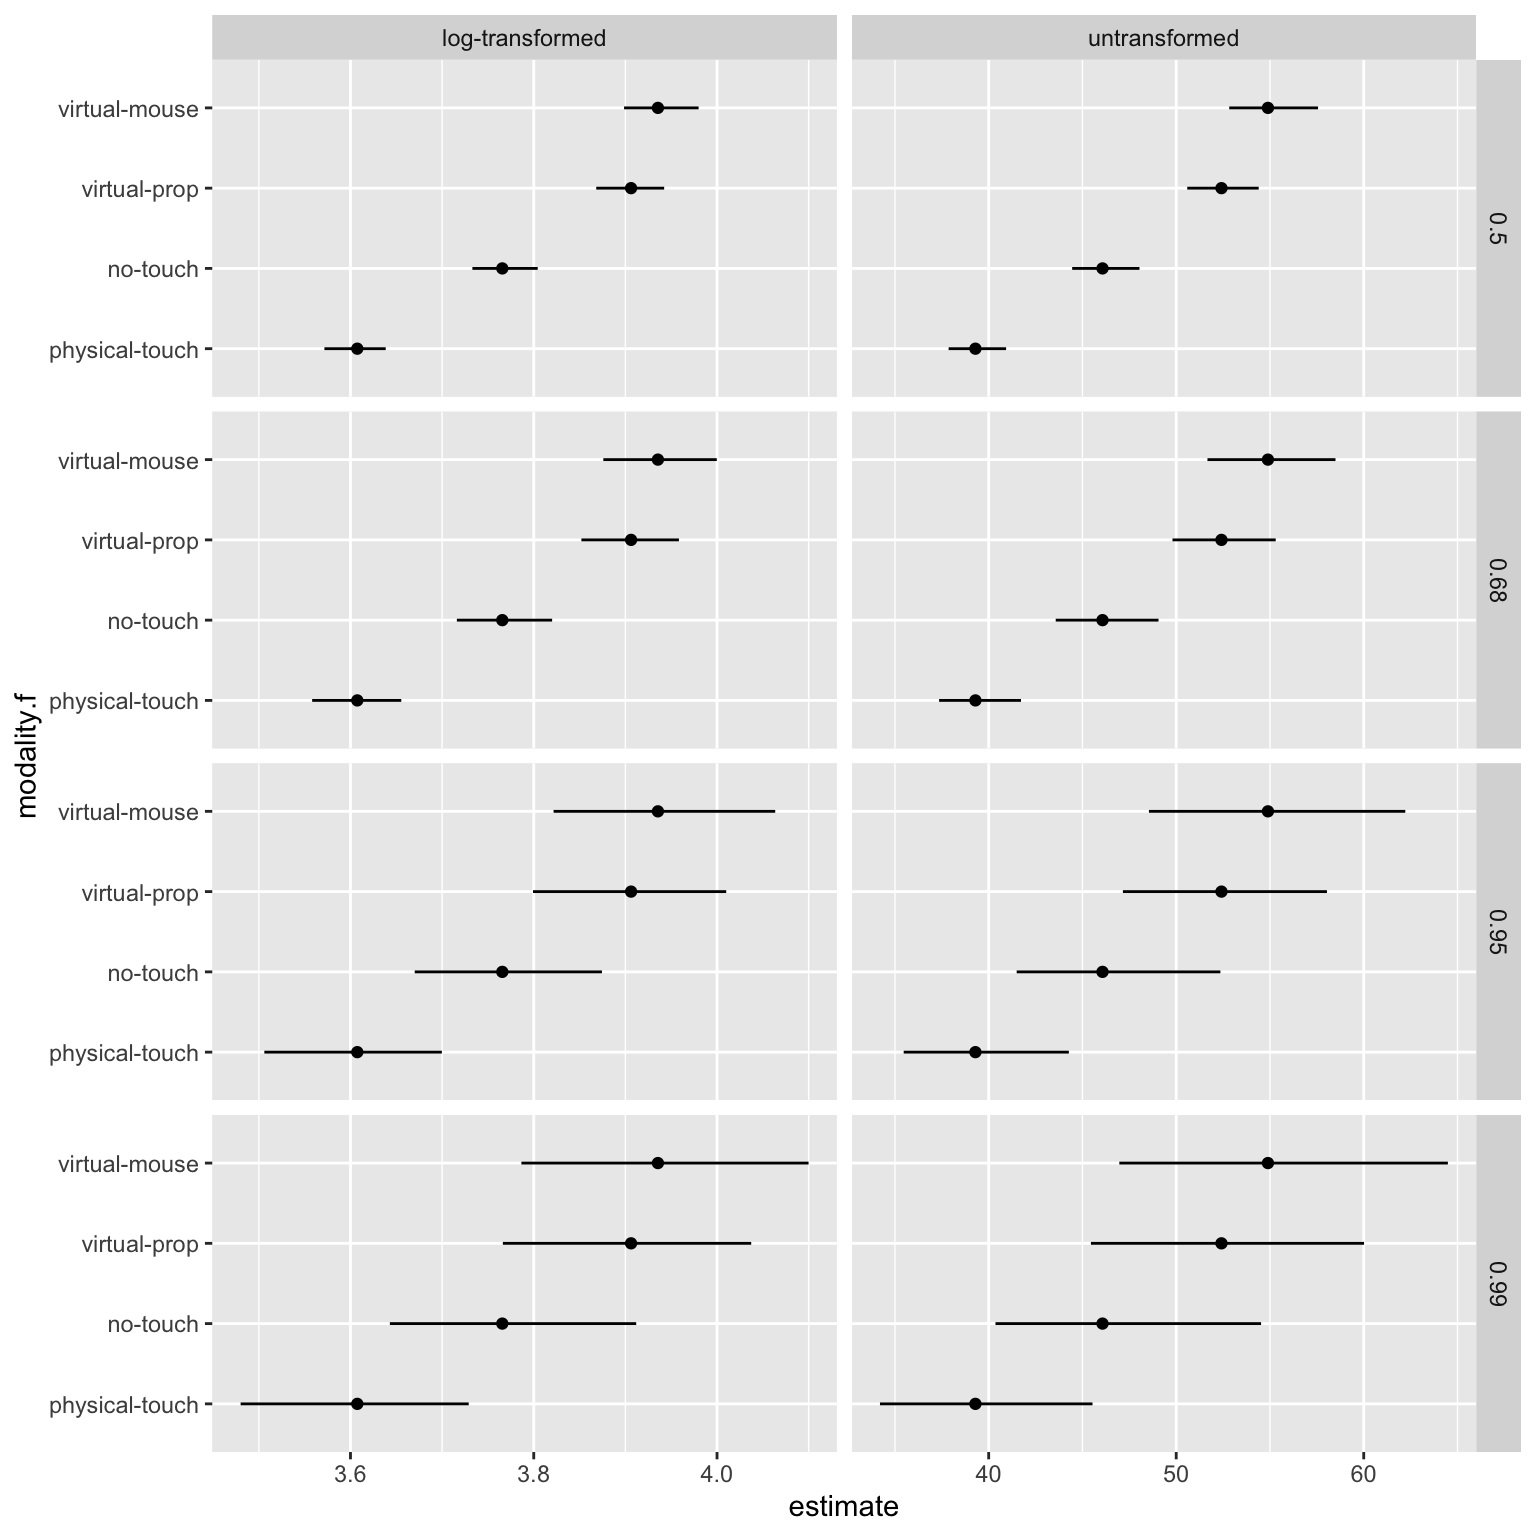 log-transformed
untransformed
virtual-mouse
virtual-prop
no-touch
physical-touch
0.5
virtual-mouse
virtual-prop
no-touch
physical-touch
0.68
modality.f
virtual-mouse
virtual-prop
no-touch
physical-touch
0.95
virtual-mouse
virtual-prop
no-touch
physical-touch
0.99
3.6 3.8 4.0 40 50 60
estimate